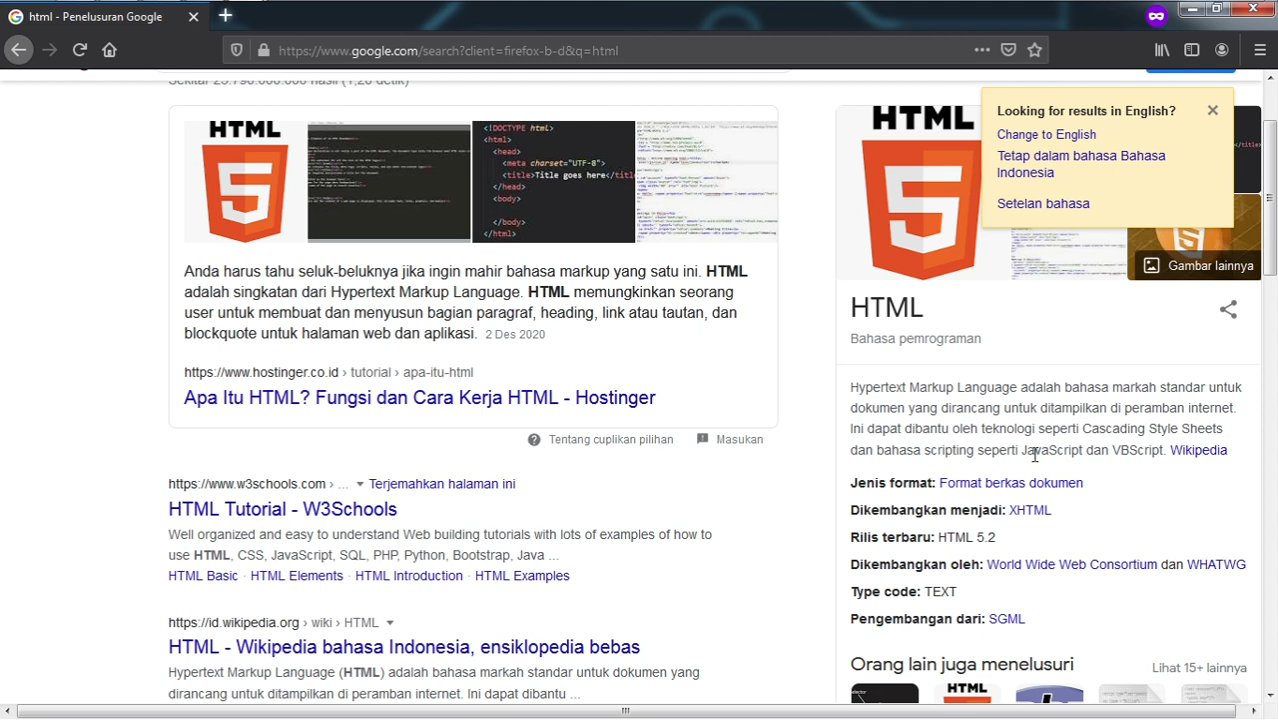 html - Penelusuran Google
https://www.google.com/search?client=firefox-b-d&q=html
Looking for results in English?
Change to English
Tetap dalam bahasa Bahasa
Indonesia
Setelan bahasa
HTML
<!DOCTYPE html>
<html>
<head>
<meta charset="UTF-8">
<title>Title goes here</titl
</head>
<body>
</body>
</html>
Anda harus tahu seluk-beluknya jika ingin mahir bahasa markup yang satu ini. HTML
adalah singkatan dari Hypertext Markup Language. HTML memungkinkan seorang
user untuk membuat dan menyusun bagian paragraf, heading, link atau tautan, dan
blockquote untuk halaman web dan aplikasi. 2 Des 2020
https://www.hostinger.co.id › tutorial › apa-itu-html
Apa Itu HTML? Fungsi dan Cara Kerja HTML - Hostinger
Tentang cuplikan pilihan
Masukan
https://www.w3schools.com › ... Terjemahkan halaman ini
HTML Tutorial - W3Schools
Well organized and easy to understand Web building tutorials with lots of examples of how to
use HTML, CSS, JavaScript, SQL, PHP, Python, Bootstrap, Java ...
HTML Basic · HTML Elements · HTML Introduction · HTML Examples
https://id.wikipedia.org › wiki › HTML
HTML - Wikipedia bahasa Indonesia, ensiklopedia bebas
Hypertext Markup Language (HTML) adalah bahasa markah standar untuk dokumen yang
dirancang untuk ditampilkan di peramban internet. Ini dapat dibantu ...
HTML
Gambar lainnya
HTML
Bahasa pemrograman
Hypertext Markup Language adalah bahasa markah standar untuk
dokumen yang dirancang untuk ditampilkan di peramban internet.
Ini dapat dibantu oleh teknologi seperti Cascading Style Sheets
dan bahasa scripting seperti JavaScript dan VBScript. Wikipedia
Jenis format: Format berkas dokumen
Dikembangkan menjadi: XHTML
Rilis terbaru: HTML 5.2
Dikembangkan oleh: World Wide Web Consortium dan WHATWG
Type code: TEXT
Pengembangan dari: SGML
Orang lain juga menelusuri
Lihat 15+ lainnya
HTML